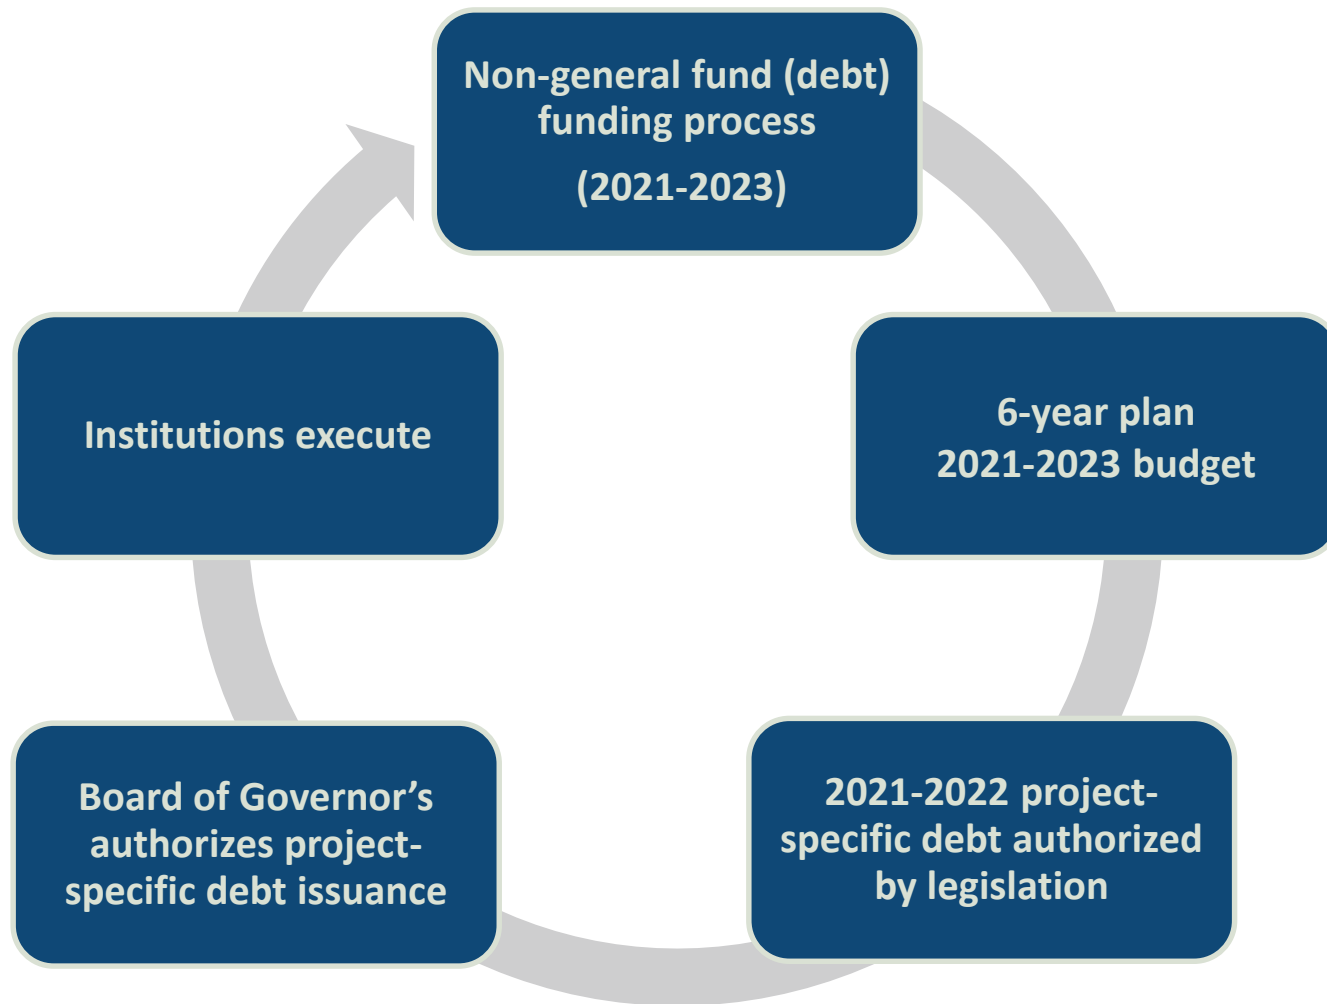 Non-general fund (debt)
funding process
(2021-2023)
6-year plan
2021-2023 budget
2021-2022 project-
specific debt authorized
by legislation
Board of Governor’s
authorizes project-
specific debt issuance
Institutions execute